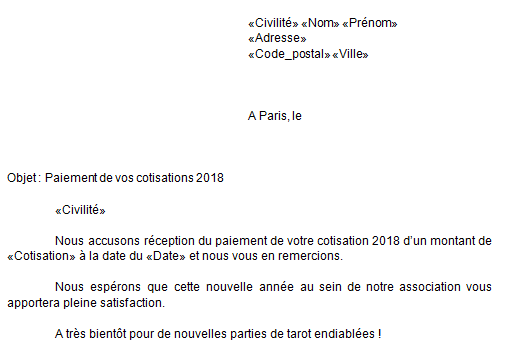 «Civilité» «Nom» «Prénom»
«Adresse»
«Code_postal» «Ville»
A Paris, le
Objet : Paiement de vos cotisations 2018
«Civilité»
Nous accusons réception du paiement de votre cotisation 2018 d'un montant de
«Cotisation» à la date du «Date» et nous vous en remercions.
Nous espérons que cette nouvelle année au sein de notre association vous
apportera pleine satisfaction.
A très bientôt pour de nouvelles parties de tarot endiablées !